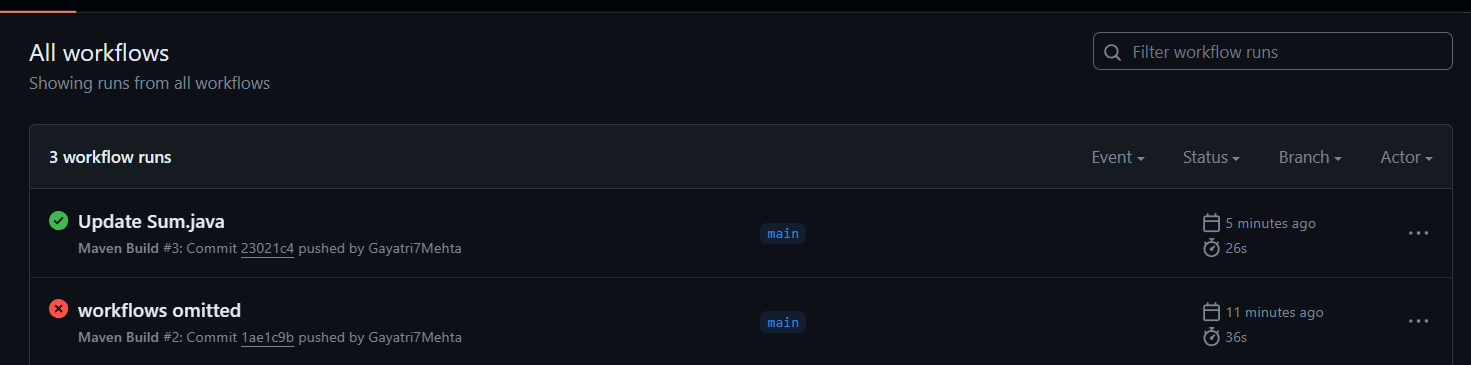 All workflows
Filter workflow runs
Showing runs from all workflows
3 workflow runs
Event
Status
Branch
Actor
Update Sum.java
Maven Build #3: Commit 23021c4 pushed by Gayatri7Mehta
main
5 minutes ago
26s
workflows omitted
Maven Build #2: Commit 1ae1c9b pushed by Gayatri7Mehta
main
11 minutes ago
36s